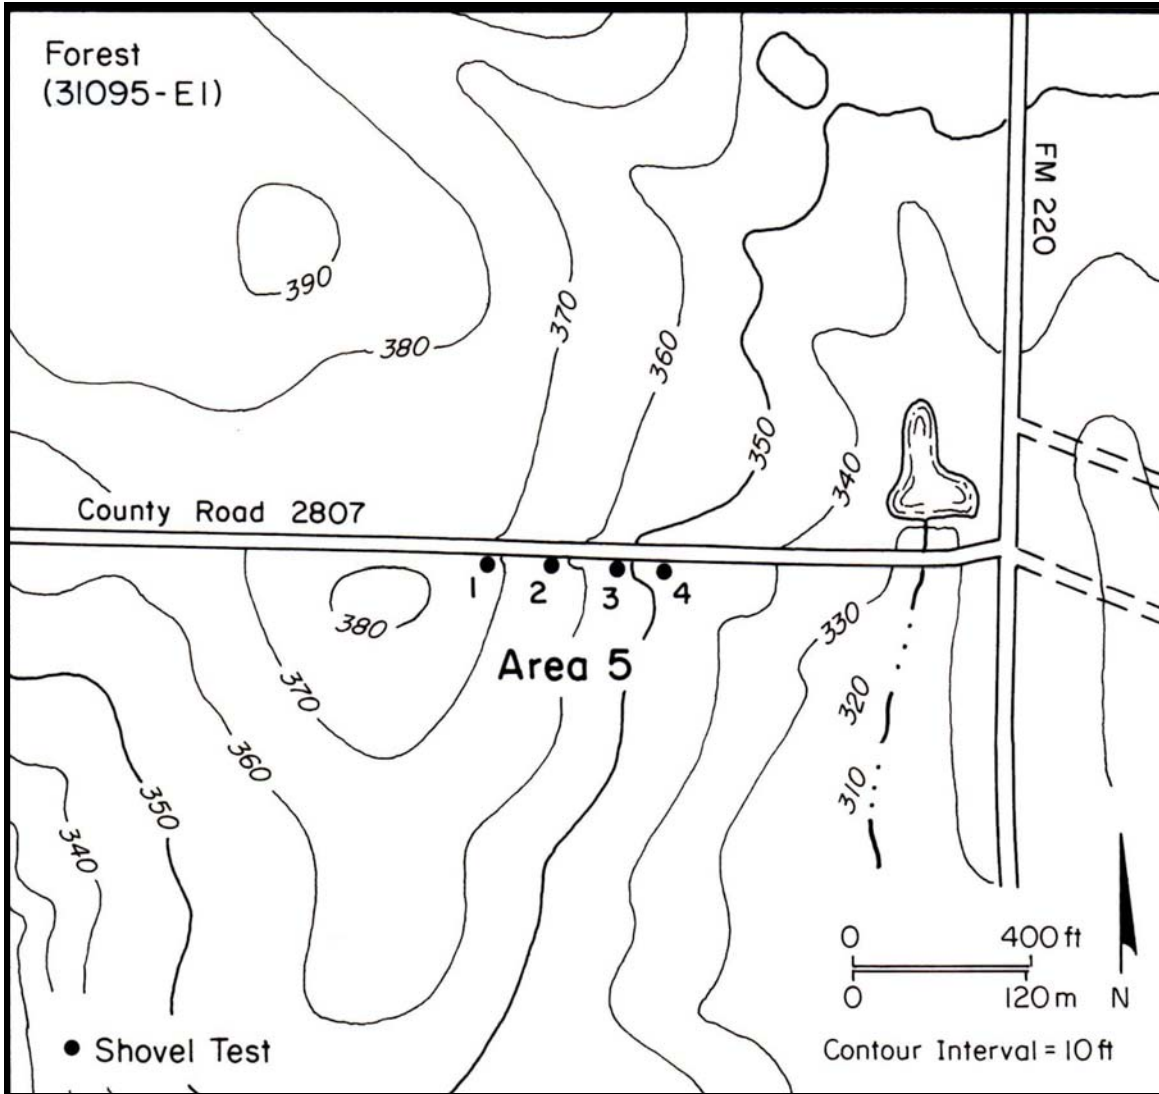 Forest
(31095-E1)
FM 220
390
380
370
360
350
340
County Road 2807
1
2
3
4
380
Area 5
330
370
320
360
310
350
340
0
400 ft
0
120 m
N
Shovel Test
Contour Interval = 10 ft